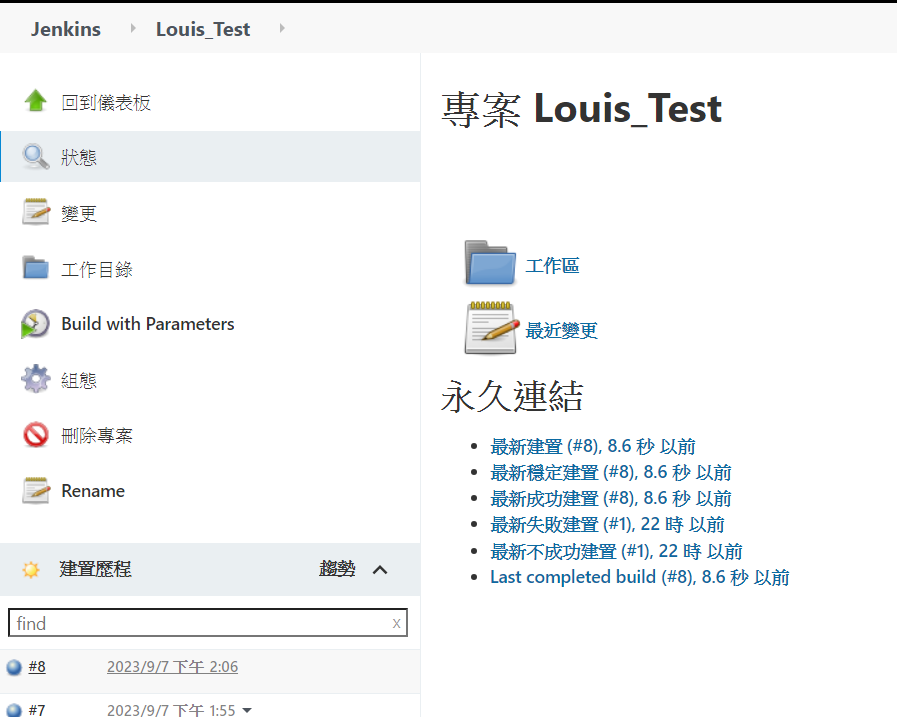 Jenkins Louis_Test
回到儀表板
狀態
變更
工作目錄
Build with Parameters
組態
刪除專案
Rename
建置歷程 趨勢
find x
#8 2023/9/7 下午 2:06
#7 2023/9/7 下午 1:55
專案 Louis_Test
工作區
最近變更
永久連結
最新建置 (#8), 8.6 秒 以前
最新穩定建置 (#8), 8.6 秒 以前
最新成功建置 (#8), 8.6 秒 以前
最新失敗建置 (#1), 22 時 以前
最新不成功建置 (#1), 22 時 以前
Last completed build (#8), 8.6 秒 以前